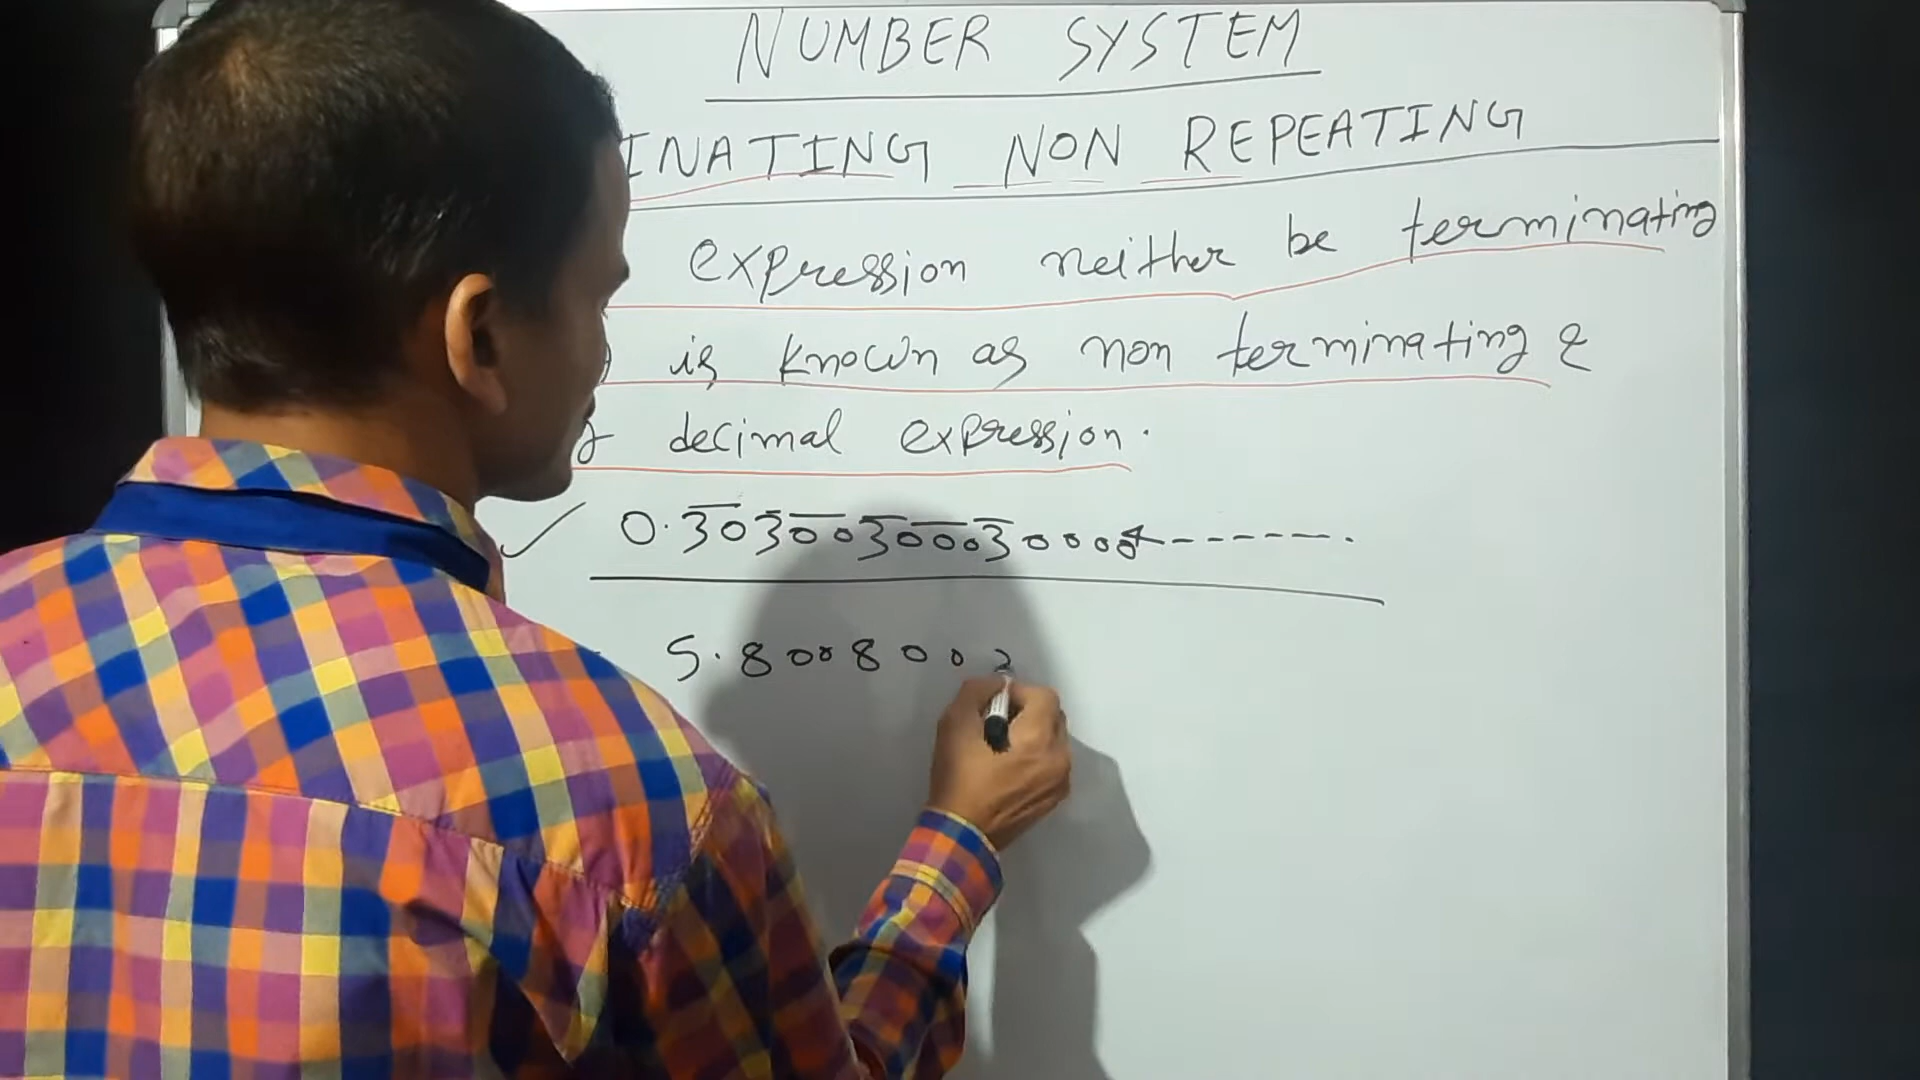 NUMBER SYSTEM
INATING NON REPEATING
expression neither be terminating
is known as non terminating &
decimal expression.
0.30300300030000------.
5.800800